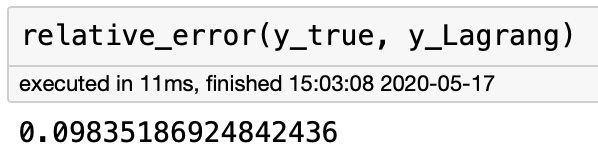 relative_error(y_true, y_Lagrang)
executed in 11ms, finished 15:03:08 2020-05-17
0.09835186924842436